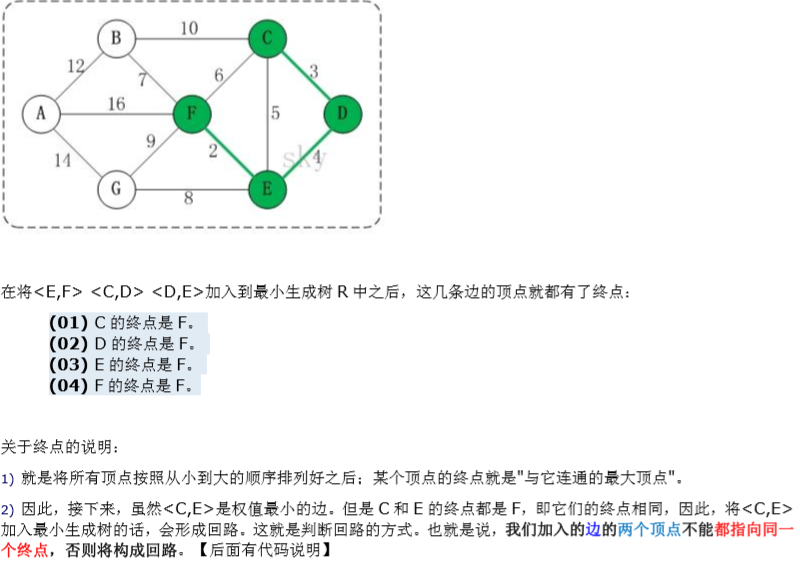 B
10
C
12
7
6
3
A
16
F
5
D
9
2
sky
4
14
G
8
E
在将<E,F> <C,D> <D,E>加入到最小生成树 R 中之后，这几条边的顶点就都有了终点：
(01) C 的终点是 F。
(02) D 的终点是 F。
(03) E 的终点是 F。
(04) F 的终点是 F。
关于终点的说明：
1) 就是将所有顶点按照从小到大的顺序排列好之后；某个顶点的终点就是"与它连通的最大顶点"。
2) 因此，接下来，虽然<C,E>是权值最小的边。但是 C 和 E 的终点都是 F，即它们的终点相同，因此，将<C,E>
加入最小生成树的话，会形成回路。这就是判断回路的方式。也就是说，我们加入的边的两个顶点不能都指向同一
个终点，否则将构成回路。【后面有代码说明】